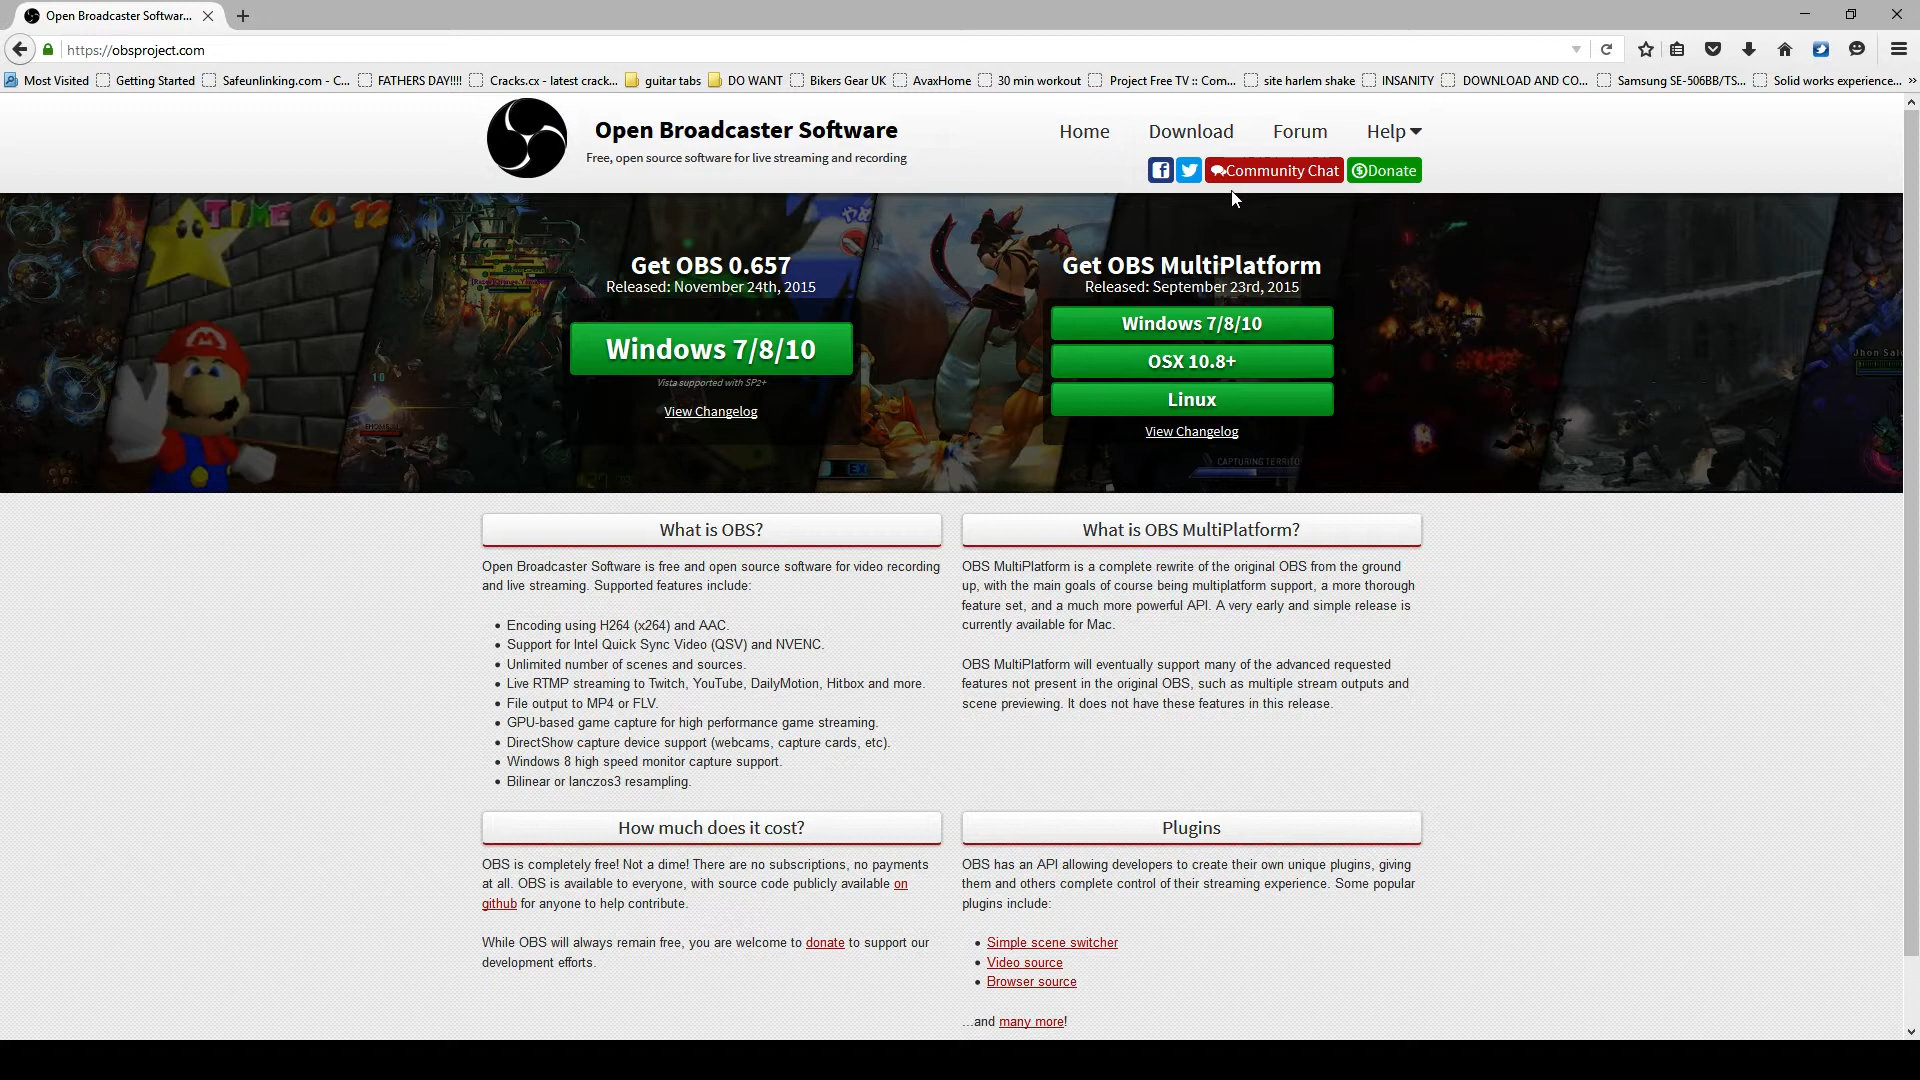 Open Broadcaster Softwar...
https://obsproject.com
Most Visited Getting Started Safeunlinking.com - C... FATHERS DAY!!!! Cracks.cx - latest crack... guitar tabs DO WANT Bikers Gear UK AvaxHome 30 min workout Project Free TV :: Com... site harlem shake INSANITY DOWNLOAD AND CO... Samsung SE-506BB/TS... Solid works experience...
Open Broadcaster Software
Free, open source software for live streaming and recording
Home Download Forum Help
Community Chat Donate
TIME 0'12
Get OBS 0.657
Released: November 24th, 2015
Windows 7/8/10
Vista supported with SP2+
View Changelog
Get OBS MultiPlatform
Released: September 23rd, 2015
Windows 7/8/10
OSX 10.8+
Linux
View Changelog
10
EX
CAPTURING TERRITO
What is OBS?
Open Broadcaster Software is free and open source software for video recording
and live streaming. Supported features include:
• Encoding using H264 (x264) and AAC.
• Support for Intel Quick Sync Video (QSV) and NVENC.
• Unlimited number of scenes and sources.
• Live RTMP streaming to Twitch, YouTube, DailyMotion, Hitbox and more.
• File output to MP4 or FLV.
• GPU-based game capture for high performance game streaming.
• DirectShow capture device support (webcams, capture cards, etc).
• Windows 8 high speed monitor capture support.
• Bilinear or lanczos3 resampling.
What is OBS MultiPlatform?
OBS MultiPlatform is a complete rewrite of the original OBS from the ground
up, with the main goals of course being multiplatform support, a more thorough
feature set, and a much more powerful API. A very early and simple release is
currently available for Mac.
OBS MultiPlatform will eventually support many of the advanced requested
features not present in the original OBS, such as multiple stream outputs and
scene previewing. It does not have these features in this release.
How much does it cost?
OBS is completely free! Not a dime! There are no subscriptions, no payments
at all. OBS is available to everyone, with source code publicly available on
github for anyone to help contribute.
While OBS will always remain free, you are welcome to donate to support our
development efforts.
Plugins
OBS has an API allowing developers to create their own unique plugins, giving
them and others complete control of their streaming experience. Some popular
plugins include:
• Simple scene switcher
• Video source
• Browser source
...and many more!